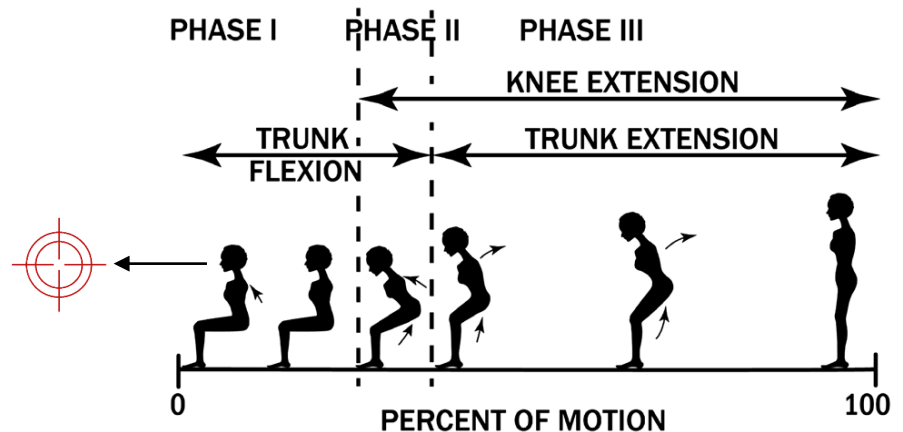 PHASE I
PHASE II
PHASE III
KNEE EXTENSION
TRUNK
FLEXION
TRUNK EXTENSION
0
100
PERCENT OF MOTION